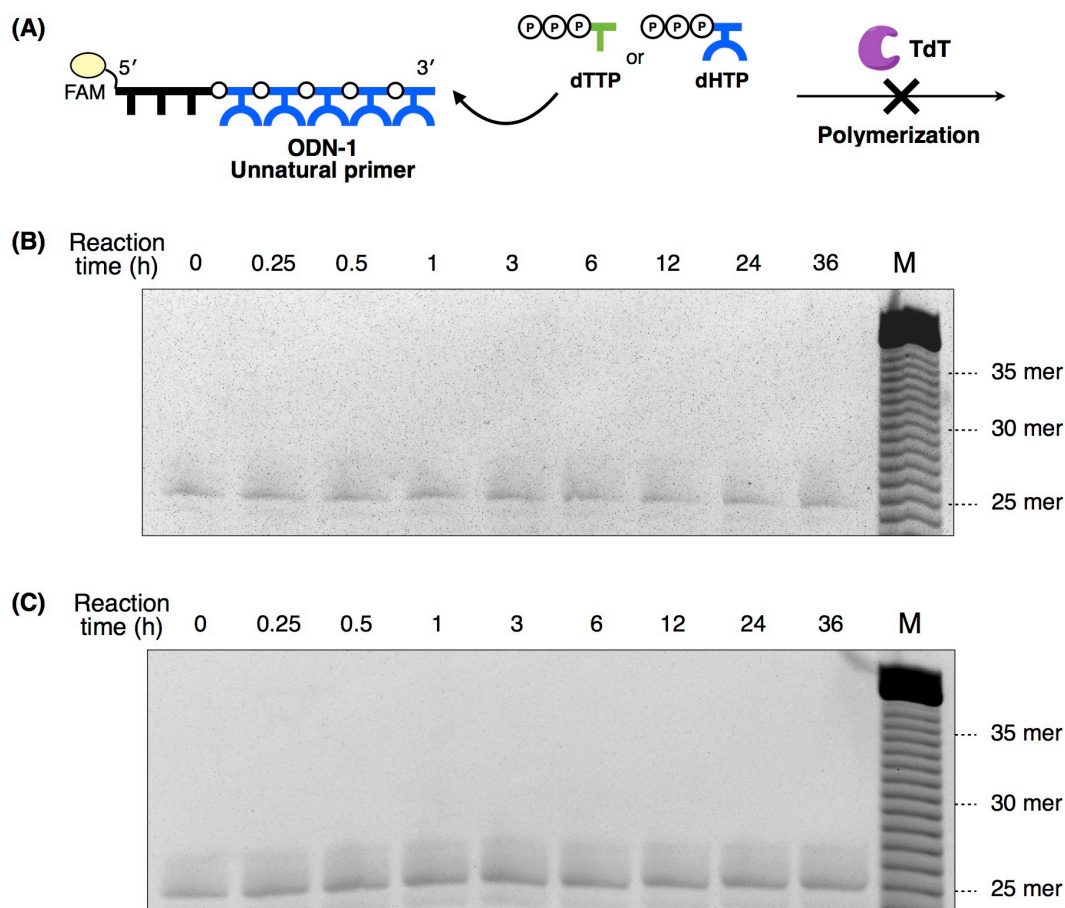 (A)
5′
3′
FAM
ODN-1
Unnatural primer
P P P
dTTP
or
P P P
dHTP
TdT
Polymerization
(B)
Reaction
time (h) 0 0.25 0.5 1 3 6 12 24 36 M
35 mer
30 mer
25 mer
(C)
Reaction
time (h) 0 0.25 0.5 1 3 6 12 24 36 M
35 mer
30 mer
25 mer